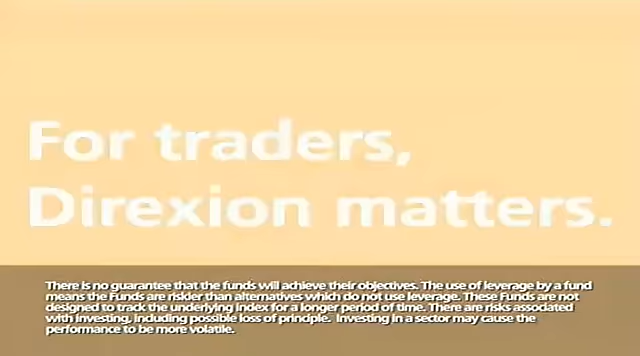 For traders,
Direxion matters.
There is no guarantee that the funds will achieve their objectives. The use of leverage by a fund
means the Funds are riskier than alternatives which do not use leverage. These Funds are not
designed to track the underlying index for a longer period of time. There are risks associated
with investing, including possible loss of principle. Investing in a sector may cause the
performance to be more volatile.